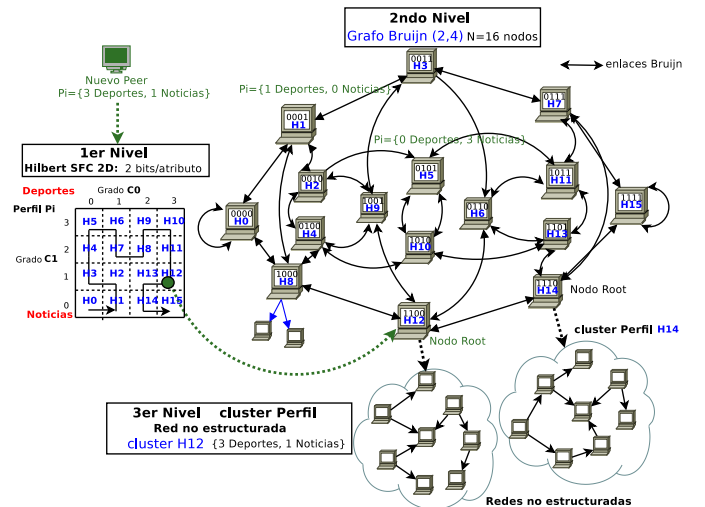 2ndo Nivel
Grafo Bruijn (2,4) N=16 nodos
enlaces Bruijn
Nuevo Peer
Pi={3 Deportes, 1 Noticias}
1er Nivel
Hilbert SFC 2D: 2 bits/atributo
Deportes Grado C0
Perfil Pi 0 1 2 3
3 H5 H6 H9 H10
Grado C1
2 H4 H7 H8 H11
1 H3 H2 H13 H12
0 H0 H1 H14 H15
Noticias
0011
H3
Pi={1 Deportes, 0 Noticias}
0001
H1
0111
H7
Pi={0 Deportes, 3 Noticias}
0010
H2
0101
H5
1011
H11
1001
H9
0110
H6
1111
H15
0000
H0
0100
H4
1010
H10
1101
H13
1000
H8
1110
H14
Nodo Root
1100
H12
Nodo Root
cluster Perfil H14
3er Nivel cluster Perfil
Red no estructurada
cluster H12 {3 Deportes, 1 Noticias}
Redes no estructuradas